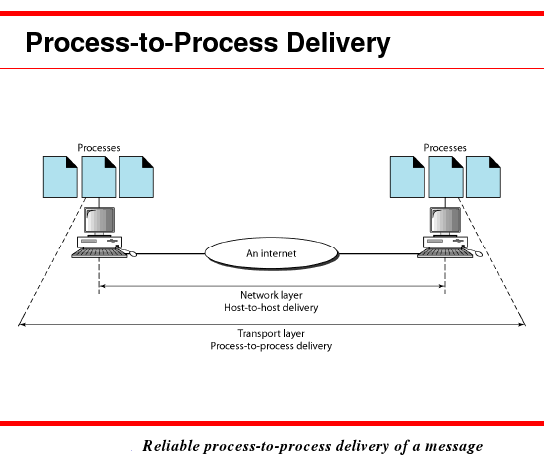 Process-to-Process Delivery
Processes
Processes
An internet
Network layer
Host-to-host delivery
Transport layer
Process-to-process delivery
Reliable process-to-process delivery of a message